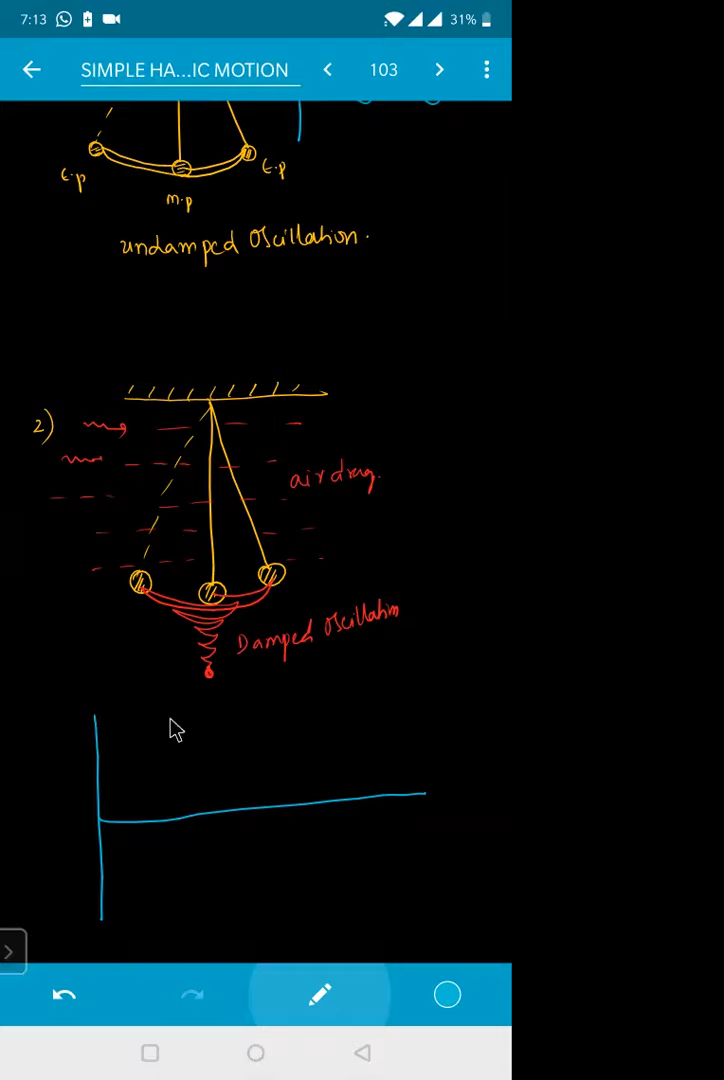 7:13
31%
SIMPLE HA...IC MOTION
103
E.p
m.p
E.p
undamped Oscillation.
2)
air drag.
Damped Oscillation